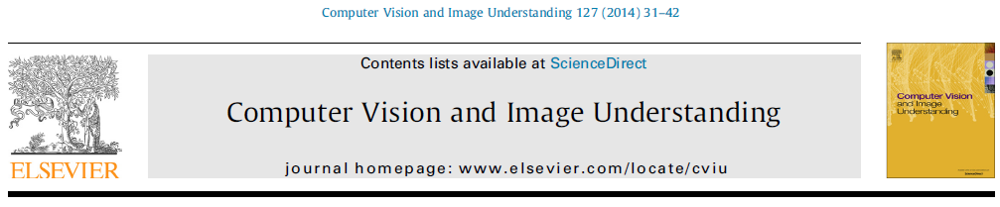 Computer Vision and Image Understanding 127 (2014) 31–42
Contents lists available at ScienceDirect
Computer Vision and Image Understanding
journal homepage: www.elsevier.com/locate/cviu
ELSEVIER
Computer Vision
and Image
Understanding